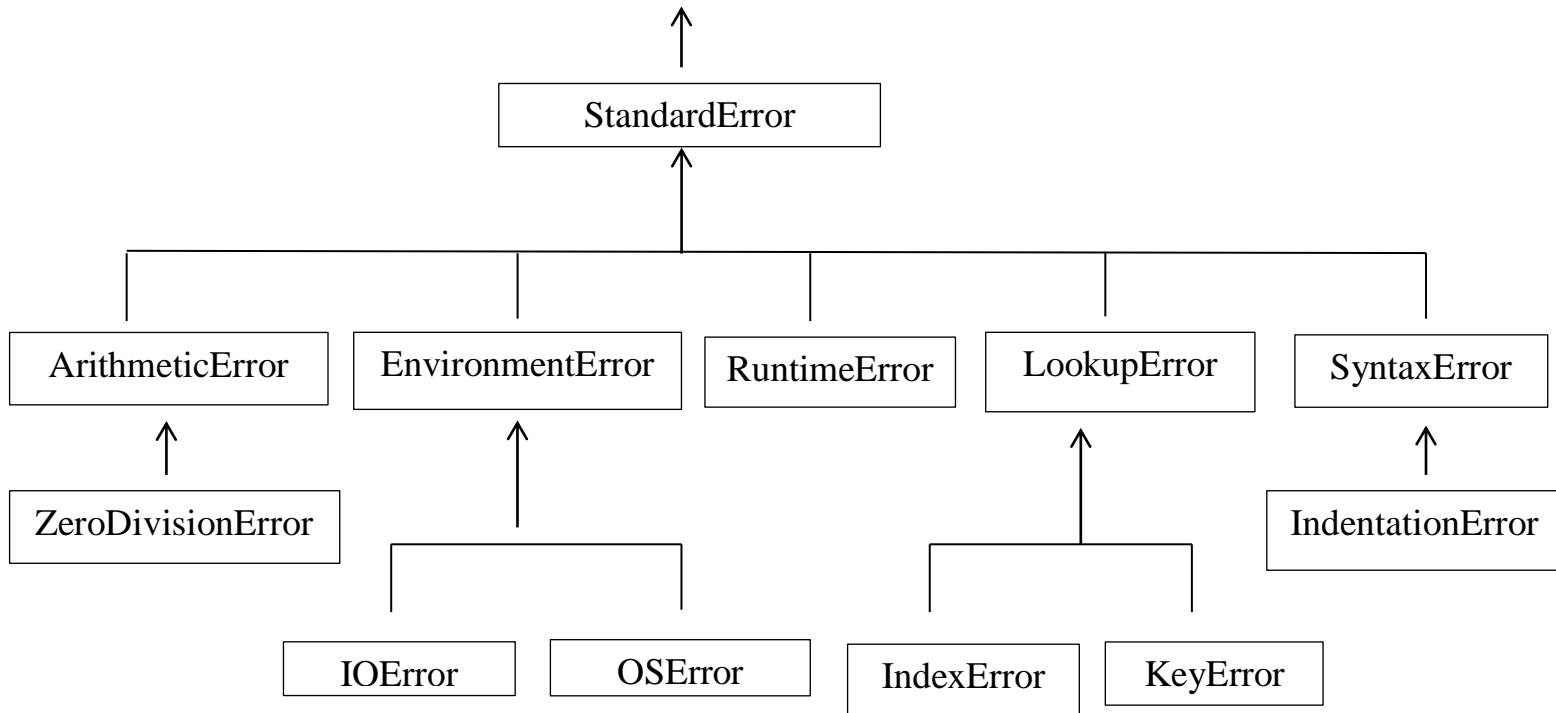 StandardError
ArithmeticError
EnvironmentError
RuntimeError
LookupError
SyntaxError
ZeroDivisionError
IndentationError
IOError
OSError
IndexError
KeyError